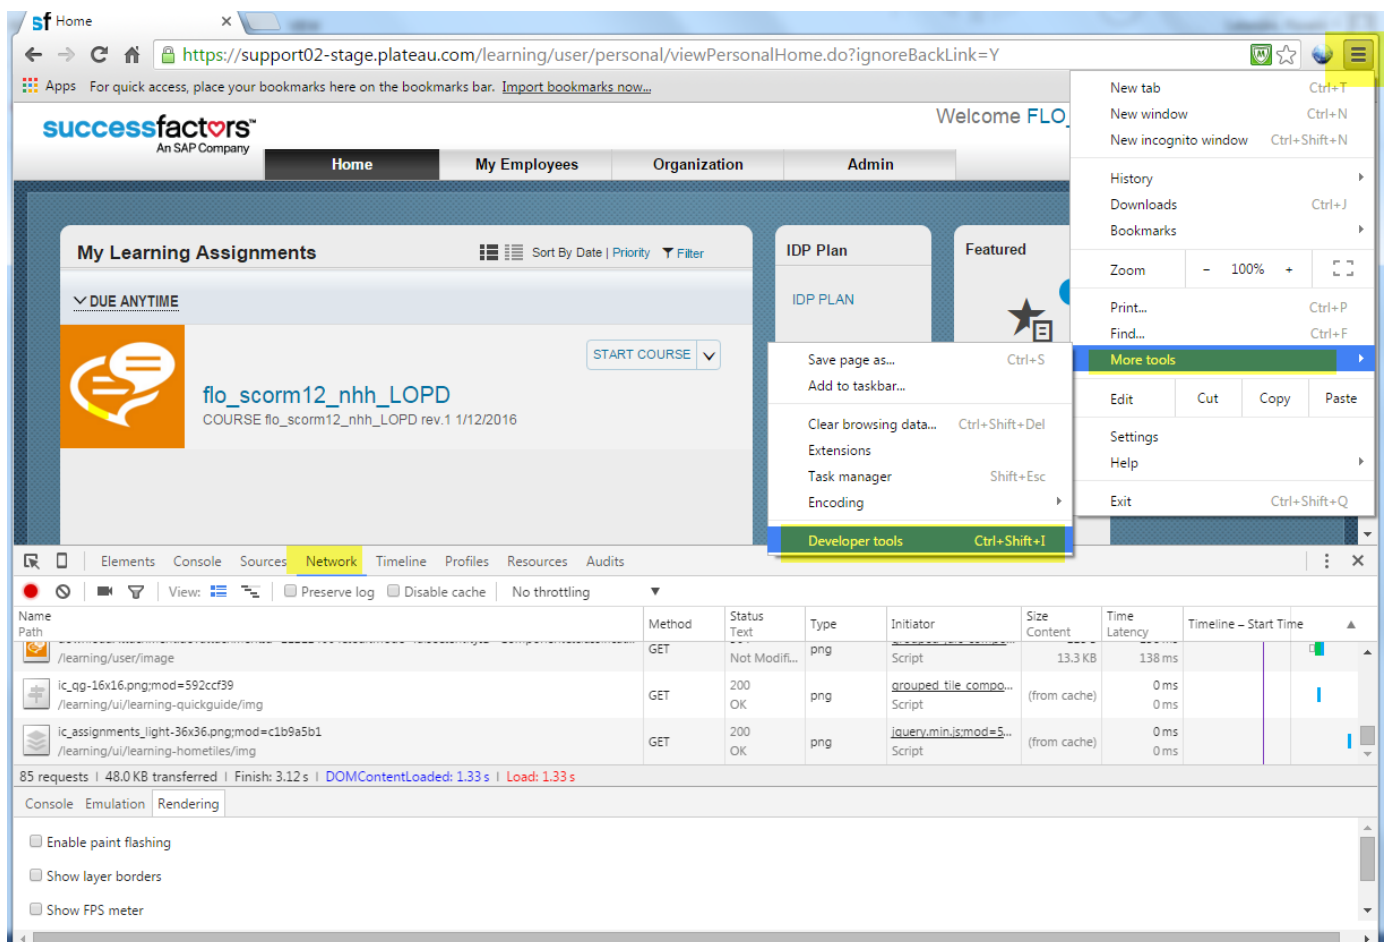 sf Home
https://support02-stage.plateau.com/learning/user/personal/viewPersonalHome.do?ignoreBackLink=Y
Apps For quick access, place your bookmarks here on the bookmarks bar. Import bookmarks now...
successfactors™
An SAP Company
Welcome FLO_
Home My Employees Organization Admin
My Learning Assignments
Sort By Date | Priority Filter
DUE ANYTIME
START COURSE
flo_scorm12_nhh_LOPD
COURSE flo_scorm12_nhh_LOPD rev.1 1/12/2016
IDP Plan
IDP PLAN
Featured
New tab Ctrl+T
New window Ctrl+N
New incognito window Ctrl+Shift+N
History
Downloads Ctrl+J
Bookmarks
Zoom - 100% +
Print... Ctrl+P
Find... Ctrl+F
More tools
Edit Cut Copy Paste
Settings
Help
Exit Ctrl+Shift+Q
Save page as... Ctrl+S
Add to taskbar...
Clear browsing data... Ctrl+Shift+Del
Extensions
Task manager Shift+Esc
Encoding
Developer tools Ctrl+Shift+I
Elements Console Sources Network Timeline Profiles Resources Audits
View: Preserve log Disable cache No throttling
Name Path Method Status Text Type Initiator Size Content Time Latency Timeline – Start Time
/learning/user/image GET Not Modifi... png Script 13.3 KB 138 ms
ic_qg-16x16.png;mod=592ccf39 GET 200 png grouped_tile_compo... (from cache) 0 ms
/learning/ui/learning-quickguide/img OK Script 0 ms
ic_assignments_light-36x36.png;mod=c1b9a5b1 GET 200 png jquery.min.js;mod=5... (from cache) 0 ms
/learning/ui/learning-hometiles/img OK Script 0 ms
85 requests | 48.0 KB transferred | Finish: 3.12 s | DOMContentLoaded: 1.33 s | Load: 1.33 s
Console Emulation Rendering
Enable paint flashing
Show layer borders
Show FPS meter